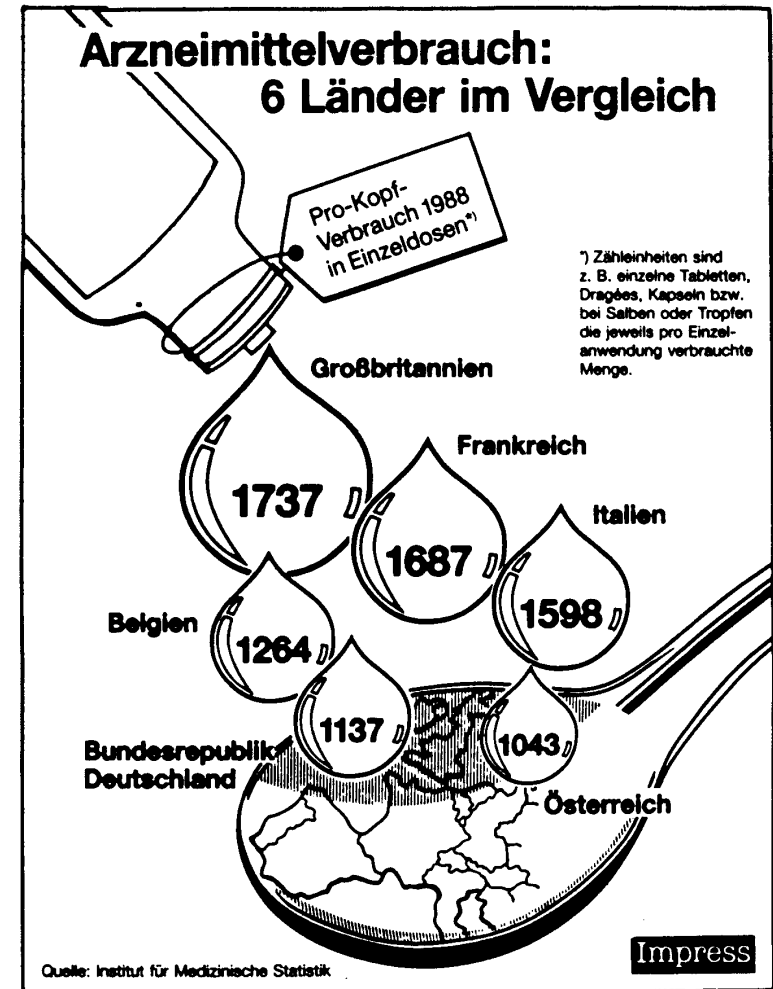 Arzneimittelverbrauch:
6 Länder im Vergleich
Pro-Kopf-
Verbrauch 1988
in Einzeldosen*)
*) Zähleinheiten sind
z. B. einzelne Tabletten,
Dragées, Kapseln bzw.
bei Salben oder Tropfen
die jeweils pro Einzel-
anwendung verbrauchte
Menge.
Großbritannien
1737
Frankreich
1687
Italien
1598
Belgien
1264
Bundesrepublik
Deutschland
1137
1043
Österreich
Quelle: Institut für Medizinische Statistik
Impress